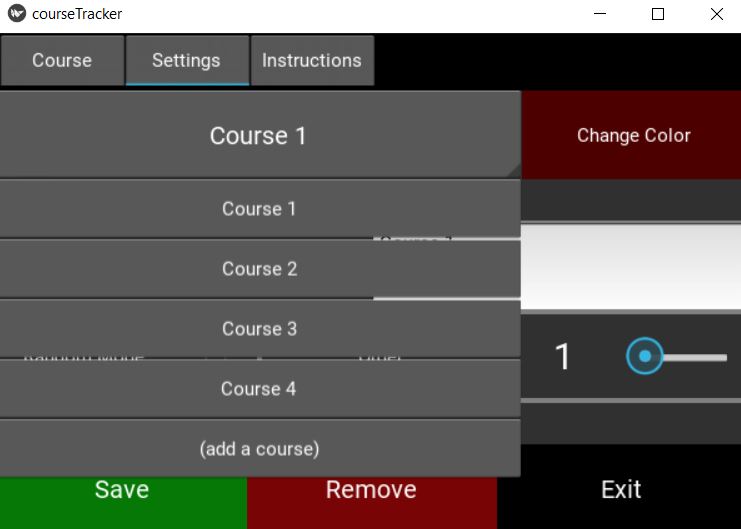 courseTracker
Course
Settings
Instructions
Course 1
Change Color
Course 1
Course 2
Course 3
1
Course 4
(add a course)
Save
Remove
Exit